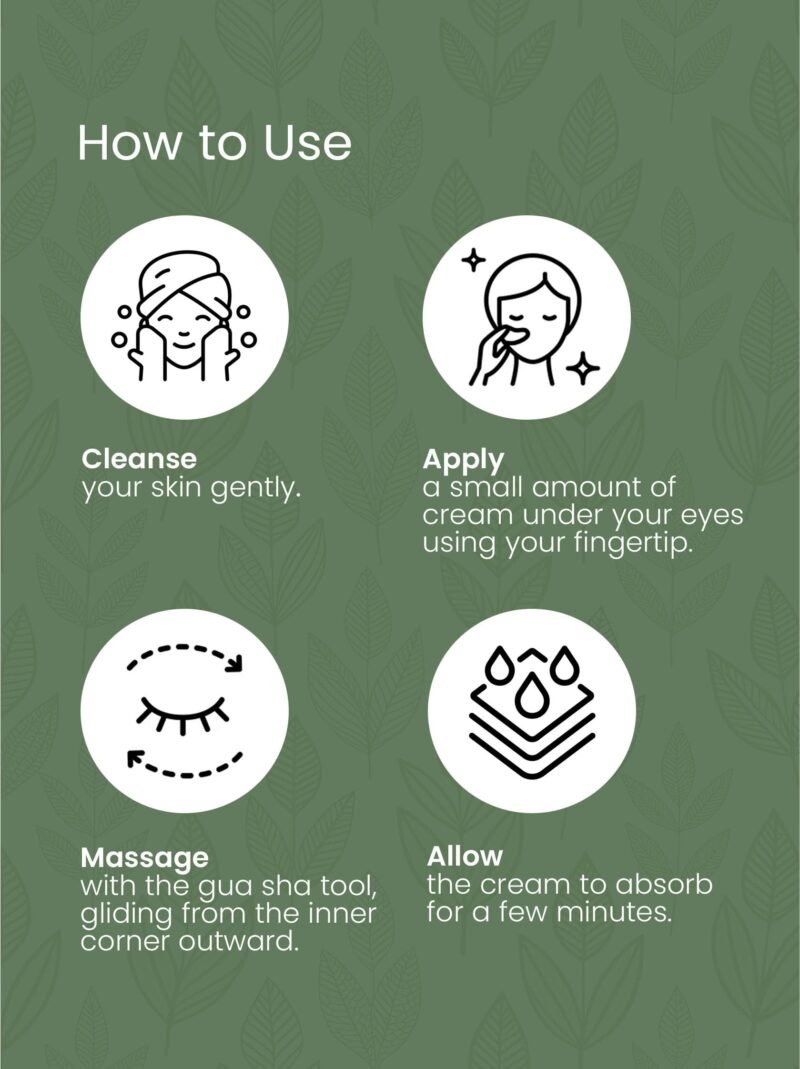 How to Use
Cleanse
your skin gently.
Apply
a small amount of
cream under your eyes
using your fingertip.
Massage
with the gua sha tool,
gliding from the inner
corner outward.
Allow
the cream to absorb
for a few minutes.